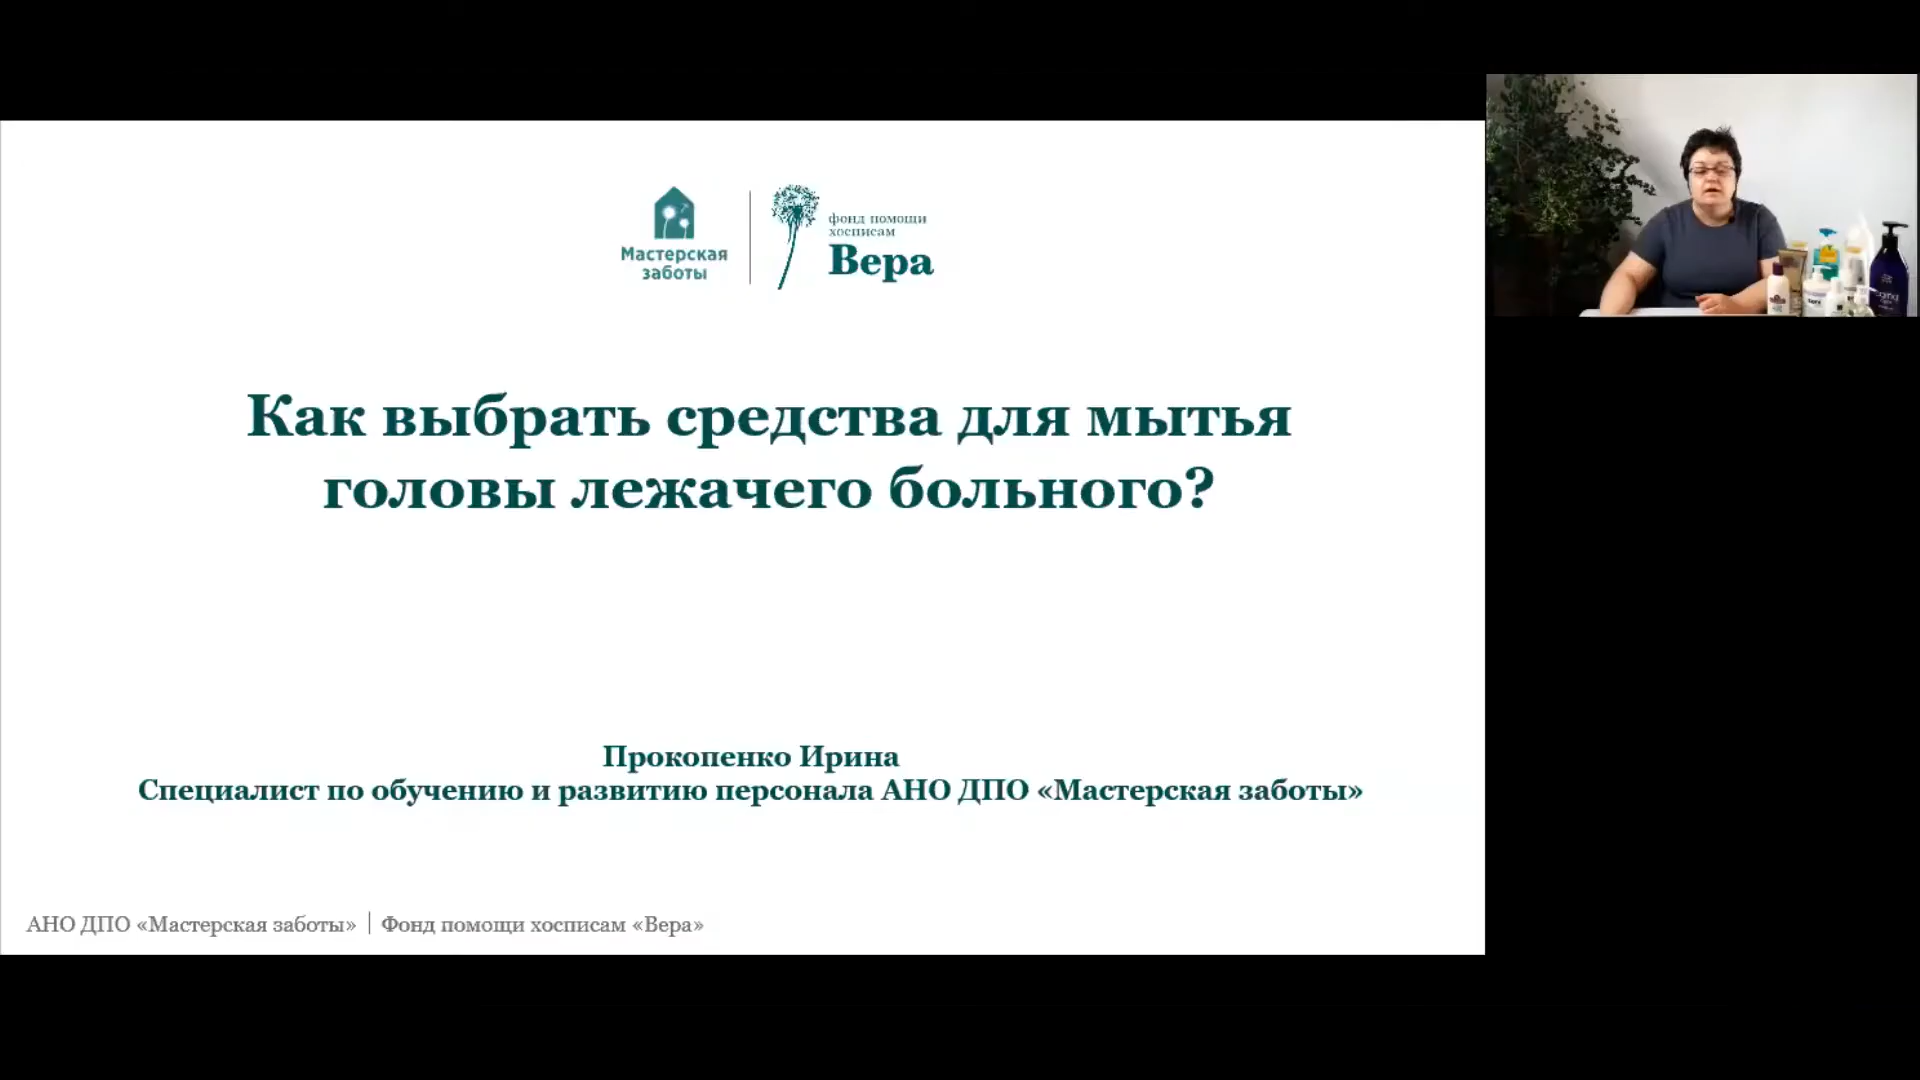 Мастерская
заботы
фонд помощи
хосписам
Вера
Как выбрать средства для мытья
головы лежачего больного?
Прокопенко Ирина
Специалист по обучению и развитию персонала АНО ДПО «Мастерская заботы»
АНО ДПО «Мастерская заботы» | Фонд помощи хосписам «Вера»